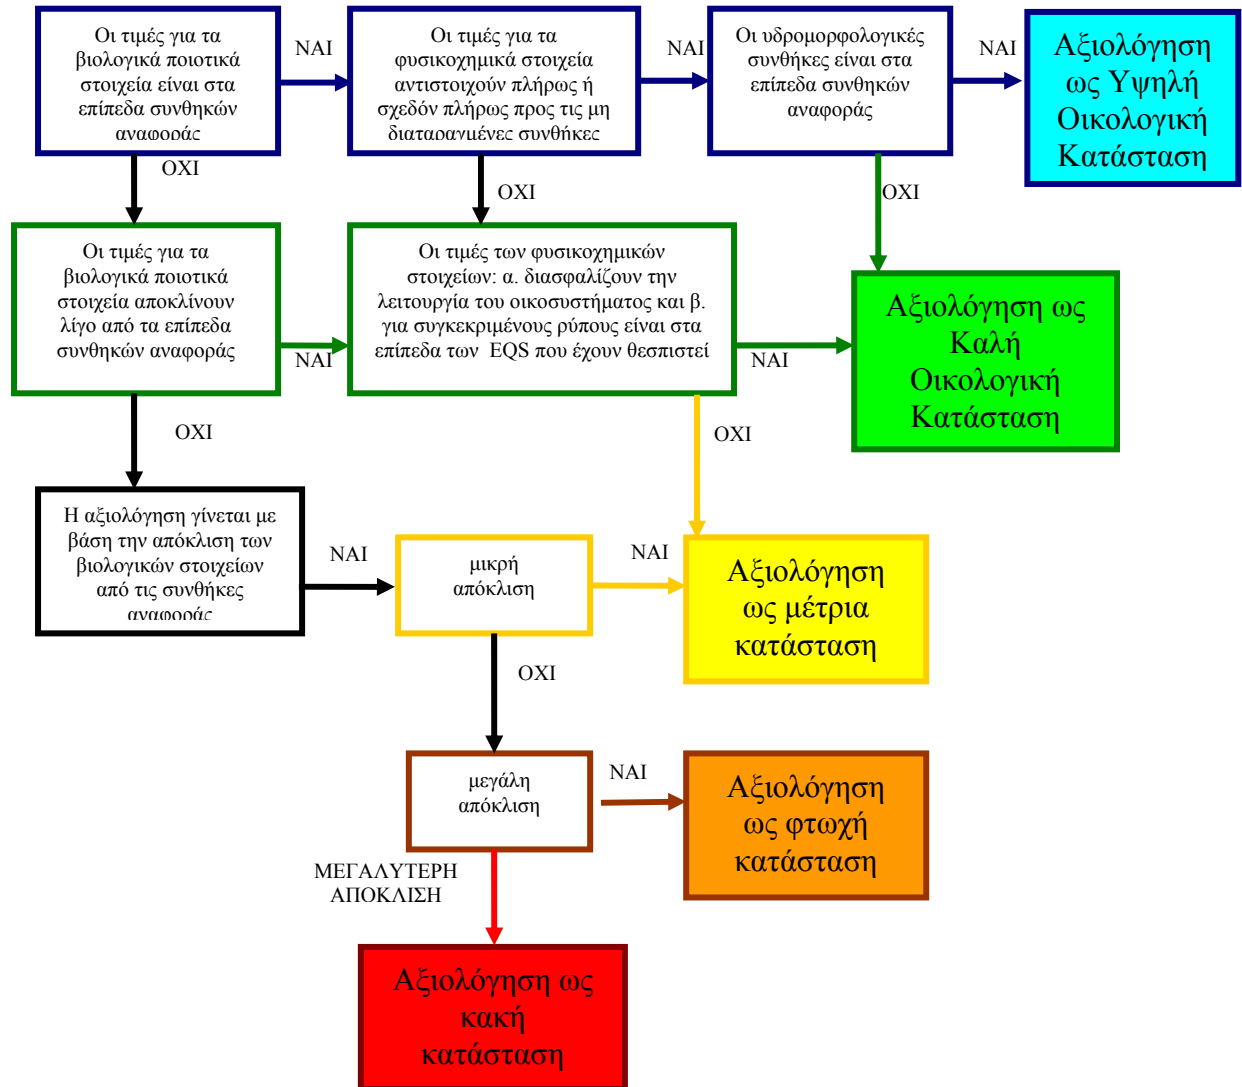 Οι τιμές για τα
βιολογικά ποιοτικά
στοιχεία είναι στα
επίπεδα συνθηκών
αναφοράς
ΝΑΙ
Οι τιμές για τα
φυσικοχημικά στοιχεία
αντιστοιχούν πλήρως ή
σχεδόν πλήρως προς τις μη
διαταραγμένες συνθήκες
ΝΑΙ
Οι υδρομορφολογικές
συνθήκες είναι στα
επίπεδα συνθηκών
αναφοράς
ΝΑΙ
Αξιολόγηση
ως Υψηλή
Οικολογική
Κατάσταση
ΟΧΙ
ΟΧΙ
ΟΧΙ
Οι τιμές για τα
βιολογικά ποιοτικά
στοιχεία αποκλίνουν
λίγο από τα επίπεδα
συνθηκών αναφοράς
ΝΑΙ
Οι τιμές των φυσικοχημικών
στοιχείων: α. διασφαλίζουν την
λειτουργία του οικοσυστήματος και β.
για συγκεκριμένους ρύπους είναι στα
επίπεδα των EQS που έχουν θεσπιστεί
ΝΑΙ
Αξιολόγηση ως
Καλή
Οικολογική
Κατάσταση
ΟΧΙ
ΟΧΙ
Η αξιολόγηση γίνεται με
βάση την απόκλιση των
βιολογικών στοιχείων
από τις συνθήκες
αναφοράς
ΝΑΙ
μικρή
απόκλιση
ΝΑΙ
Αξιολόγηση
ως μέτρια
κατάσταση
ΟΧΙ
μεγάλη
απόκλιση
ΝΑΙ
Αξιολόγηση
ως φτωχή
κατάσταση
ΜΕΓΑΛΥΤΕΡΗ
ΑΠΟΚΛΙΣΗ
Αξιολόγηση ως
κακή
κατάσταση